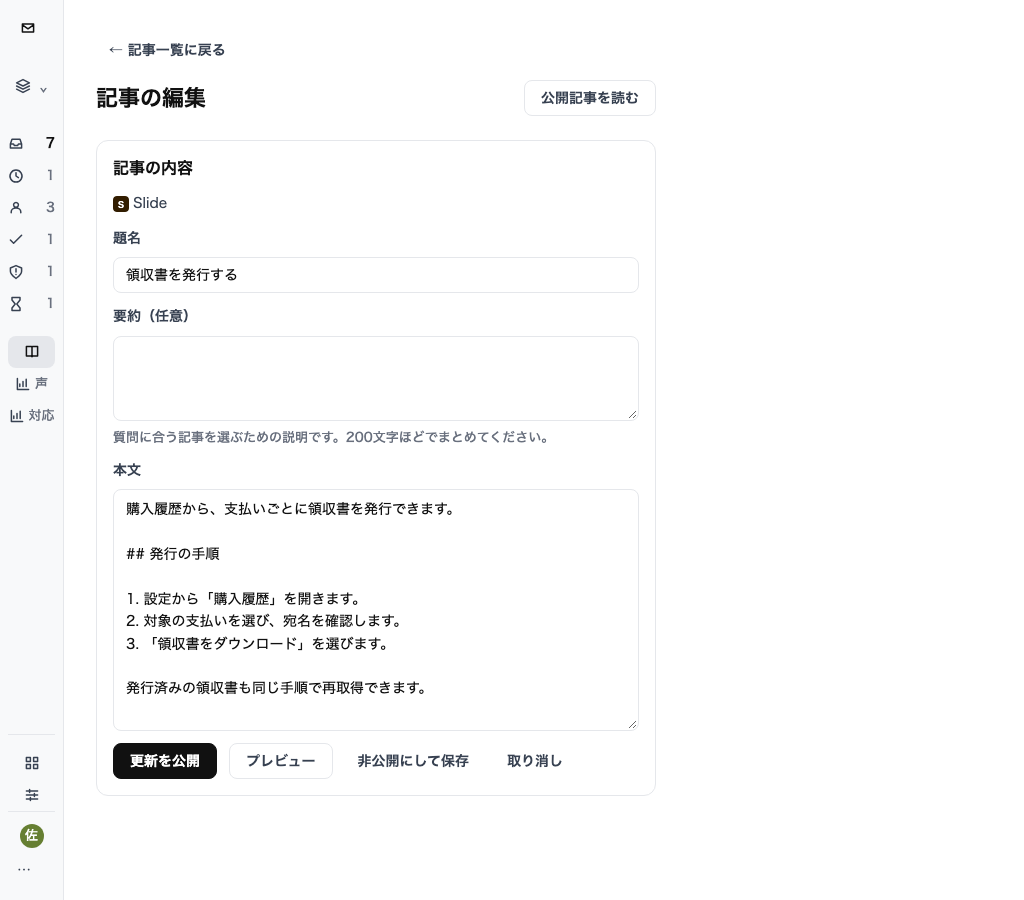 ← 記事一覧に戻る
記事の編集
公開記事を読む
7
1
3
1
1
1
声
対応
佐
…
記事の内容
S Slide
題名
領収書を発行する
要約（任意）
質問に合う記事を選ぶための説明です。200文字ほどでまとめてください。
本文
購入履歴から、支払いごとに領収書を発行できます。
## 発行の手順
1. 設定から「購入履歴」を開きます。
2. 対象の支払いを選び、宛名を確認します。
3. 「領収書をダウンロード」を選びます。
発行済みの領収書も同じ手順で再取得できます。
更新を公開
プレビュー
非公開にして保存
取り消し